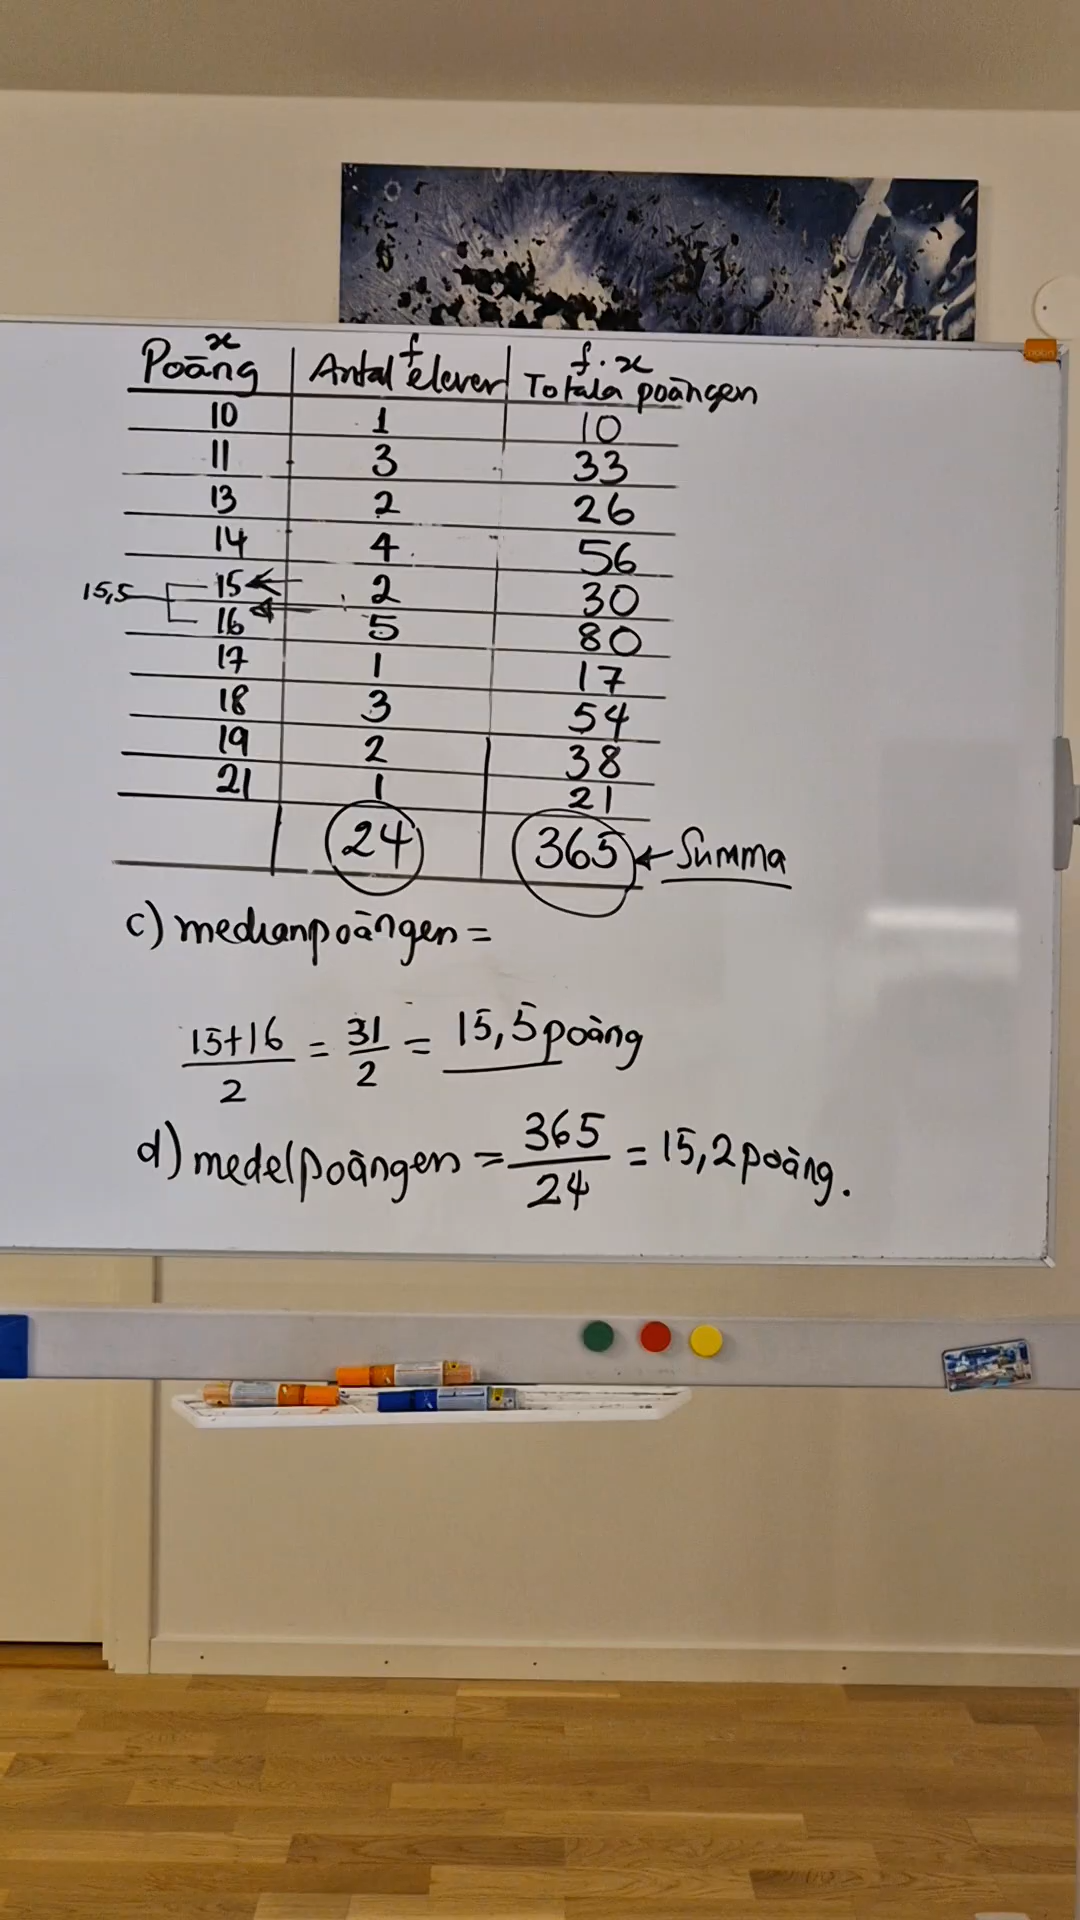 x f f·x
Poäng Antal elever Totala poängen
10 1 10
11 3 33
13 2 26
14 4 56
15,5 15 2 30
16 5 80
17 1 17
18 3 54
19 2 38
21 1 21
24 365 ← Summa
c) medianpoängen =
15+16/2 = 31/2 = 15,5 poäng
d) medelpoängen = 365/24 = 15,2 poäng.